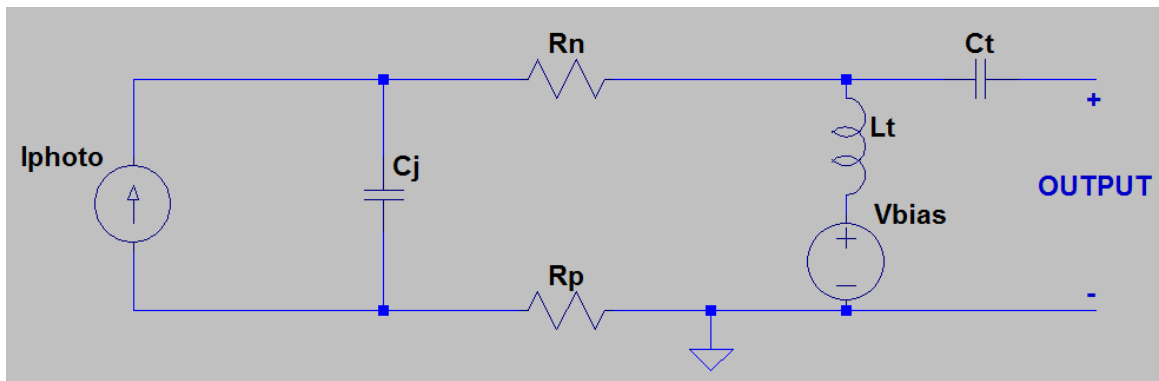 Rn
Ct
+
Lt
Iphoto
Cj
OUTPUT
Vbias
+
Rp
−
-